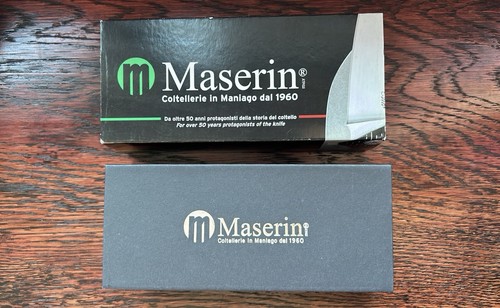 m Maserin®
Coltellerie in Maniago dal 1960
Da oltre 50 anni protagonisti della storia del coltello
For over 50 years protagonists of the knife
m Maserin
Coltellerie in Maniago dal 1960